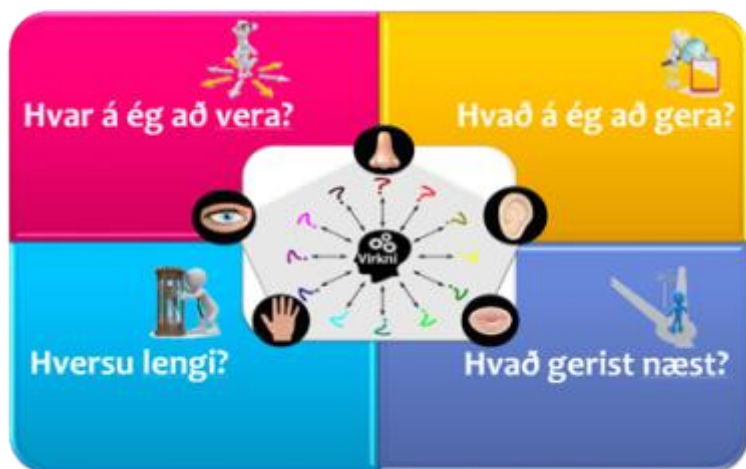 Hvar á ég að vera?
Hvað á ég að gera?
Virkni
Hversu lengi?
Hvað gerist næst?